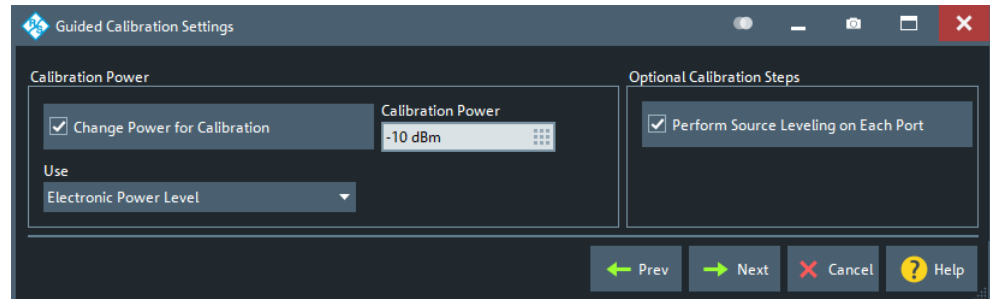 Guided Calibration Settings
Calibration Power
Change Power for Calibration
Calibration Power
-10 dBm
Use
Electronic Power Level
Optional Calibration Steps
Perform Source Leveling on Each Port
Prev
Next
Cancel
? Help